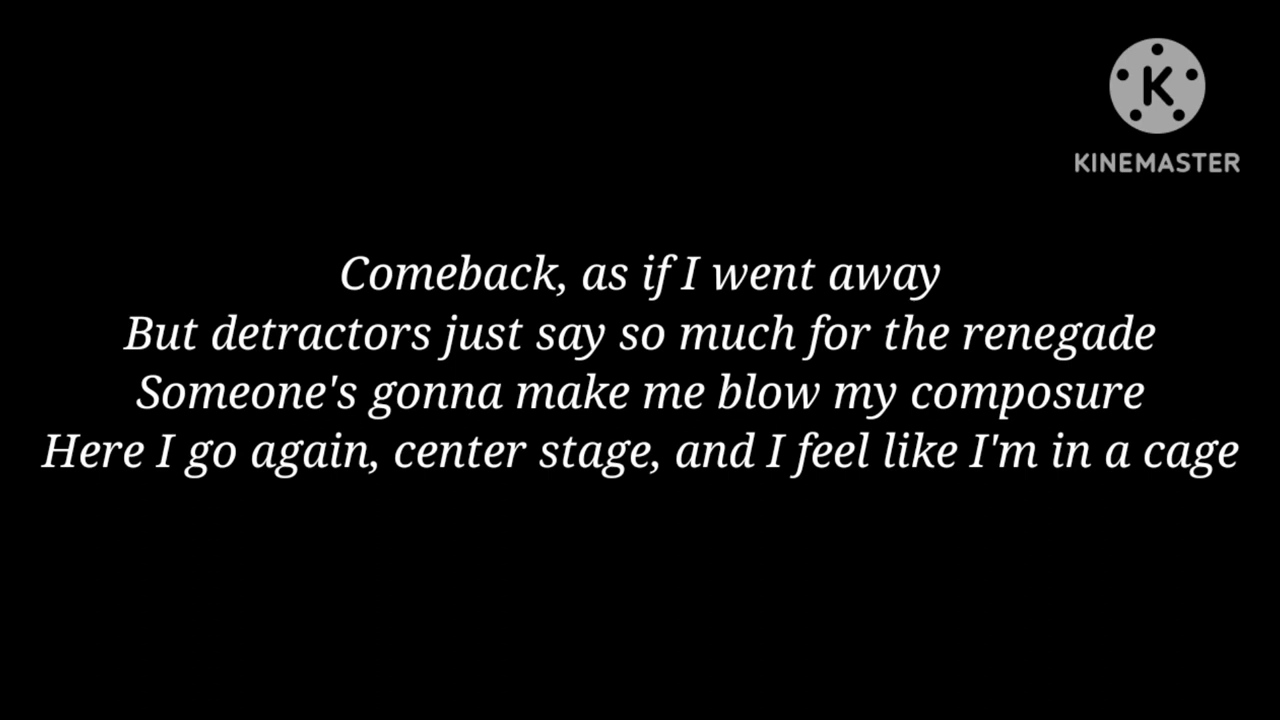 K
KINEMASTER
Comeback, as if I went away
But detractors just say so much for the renegade
Someone's gonna make me blow my composure
Here I go again, center stage, and I feel like I'm in a cage